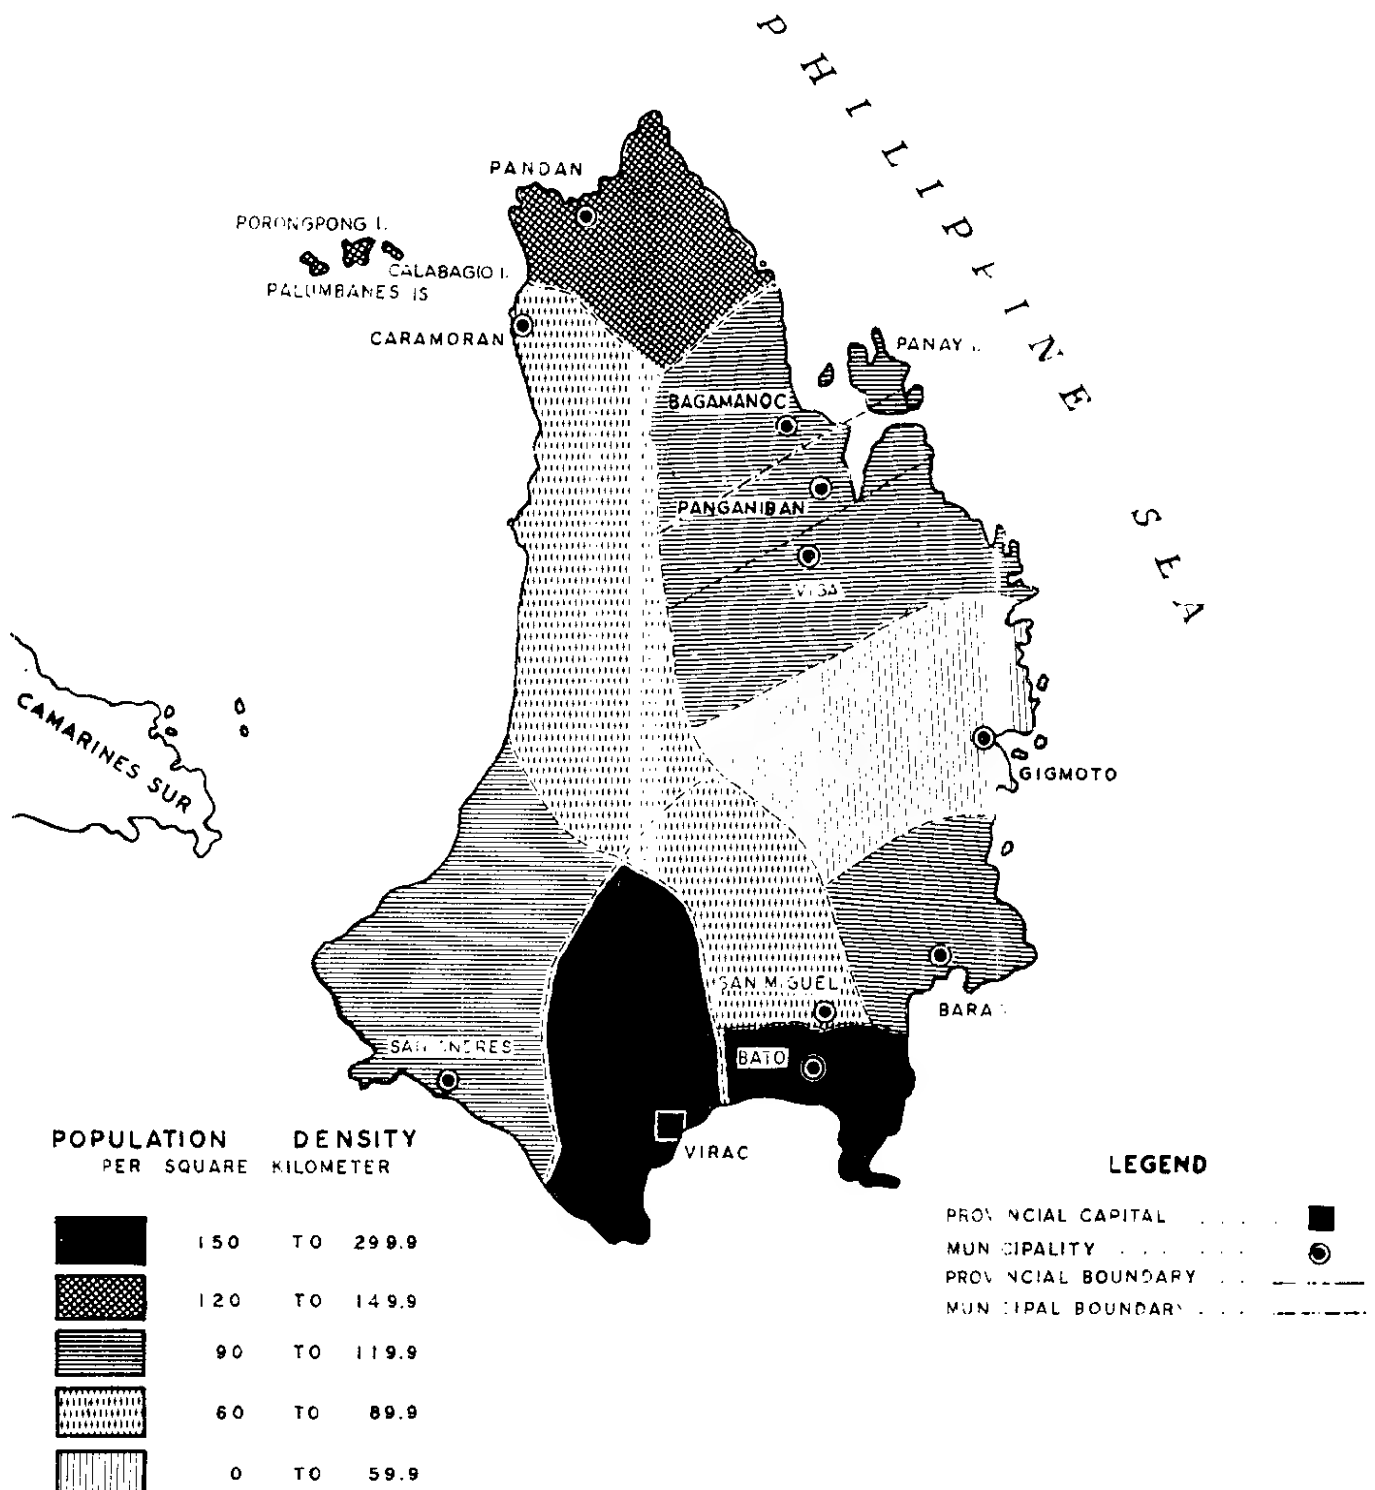 PHILIPPINE SEA
PANDAN
PORONGPONG I.
CALABAGIO I.
PALUMBANES IS
CARAMORAN
PANAY I.
BAGAMANOC
PANGANIBAN
CAMARINES SUR
GIGMOTO
SAN MIGUEL
BATO
VIRAC
POPULATION DENSITY
PER SQUARE KILOMETER
150 TO 299.9
120 TO 149.9
90 TO 119.9
60 TO 89.9
0 TO 59.9
LEGEND
PROVINCIAL CAPITAL . . . .
MUNICIPALITY . . . . . .
PROVINCIAL BOUNDARY . .
MUNICIPAL BOUNDARY . . .